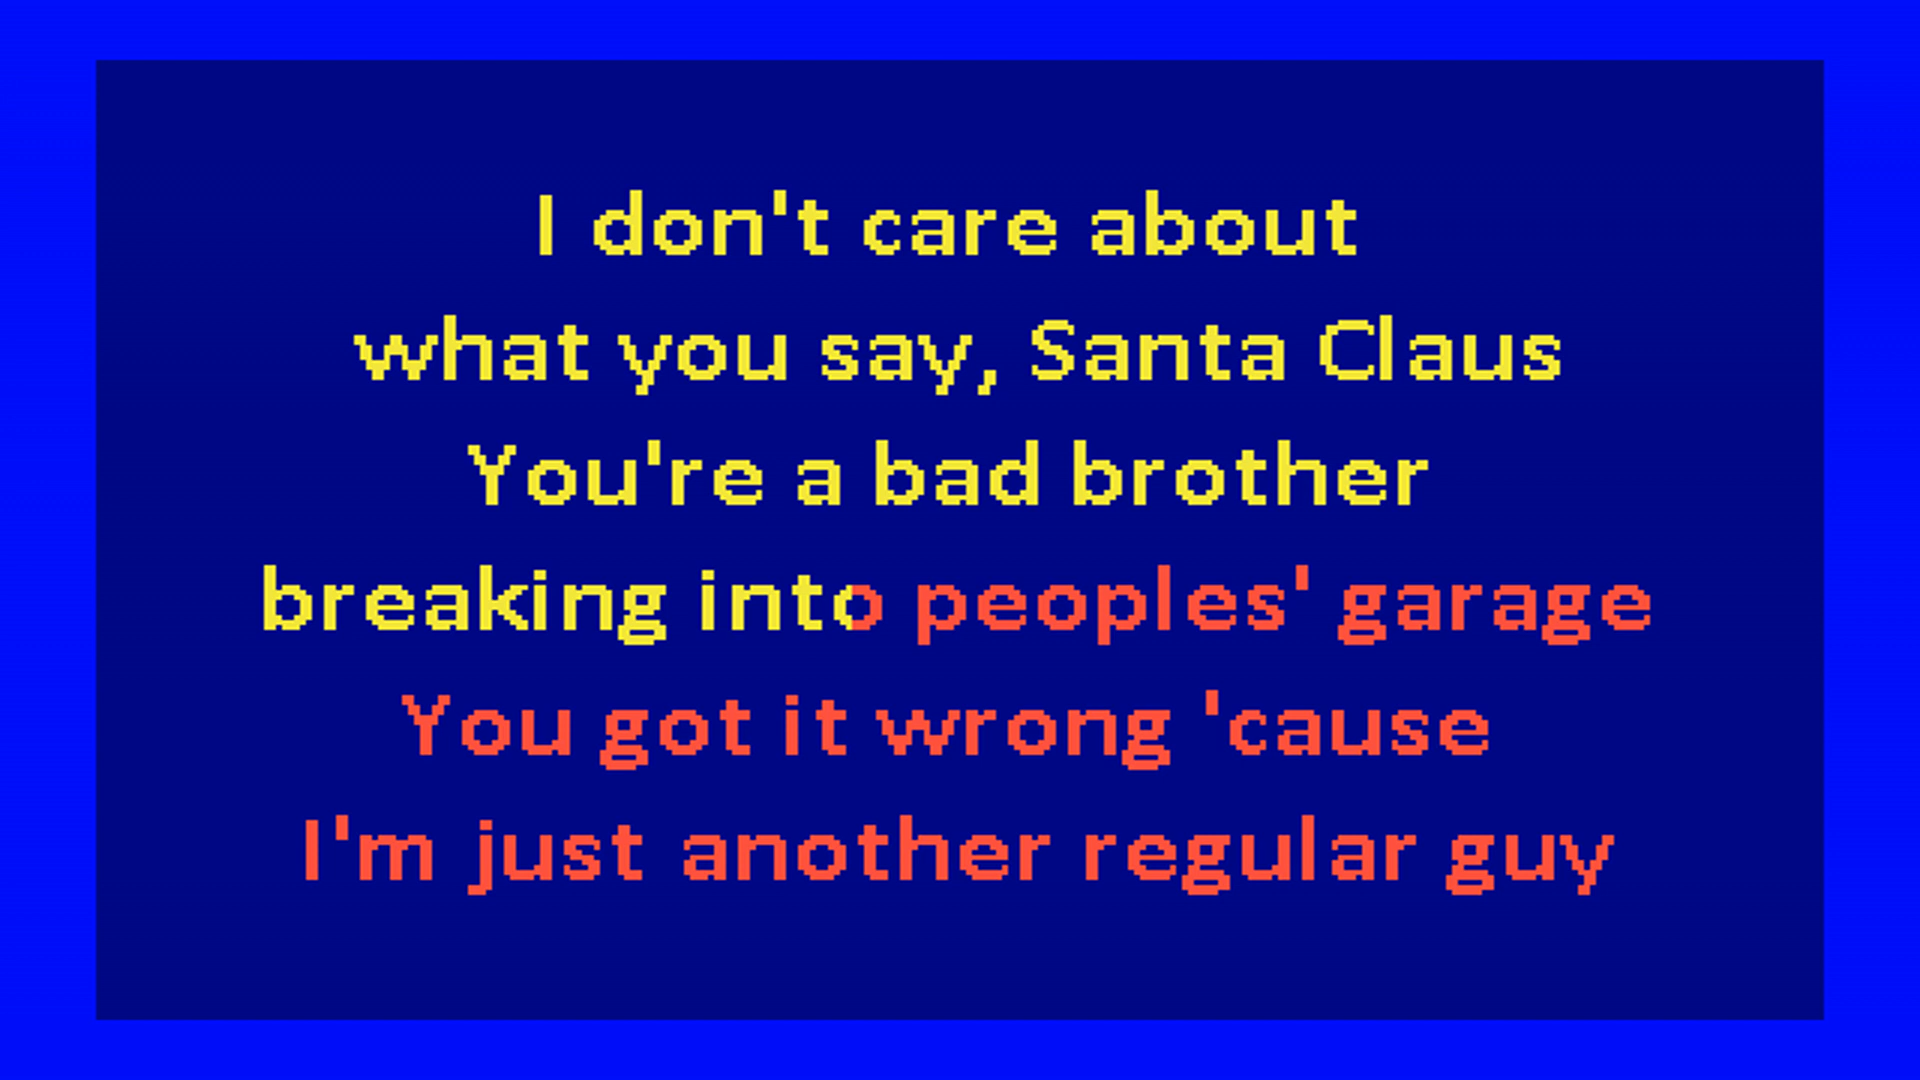 I don't care about
what you say, Santa Claus
You're a bad brother
breaking into peoples' garage
You got it wrong 'cause
I'm just another regular guy